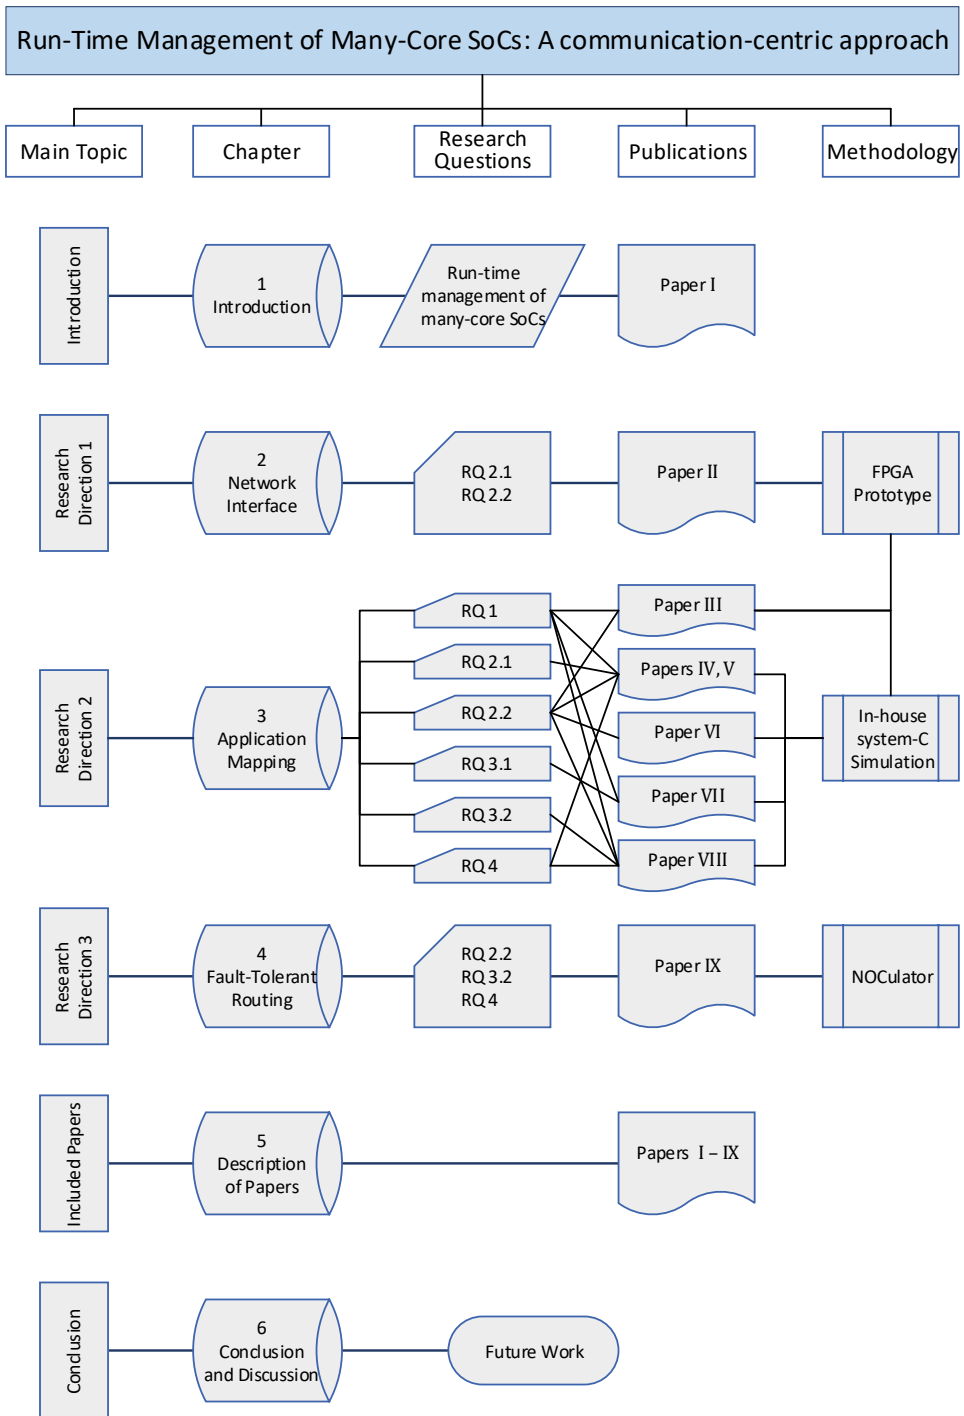 Run-Time Management of Many-Core SoCs: A communication-centric approach
Main Topic
Chapter
Research
Questions
Publications
Methodology
Introduction
1
Introduction
Run-time
management of
many-core SoCs
Paper I
Research
Direction 1
2
Network
Interface
RQ 2.1
RQ 2.2
Paper II
FPGA
Prototype
Research
Direction 2
3
Application
Mapping
RQ 1
RQ 2.1
RQ 2.2
RQ 3.1
RQ 3.2
RQ 4
Paper III
Papers IV, V
Paper VI
Paper VII
Paper VIII
In-house
system-C
Simulation
Research
Direction 3
4
Fault-Tolerant
Routing
RQ 2.2
RQ 3.2
RQ 4
Paper IX
NOCulator
Included Papers
5
Description
of Papers
Papers I – IX
Conclusion
6
Conclusion
and Discussion
Future Work